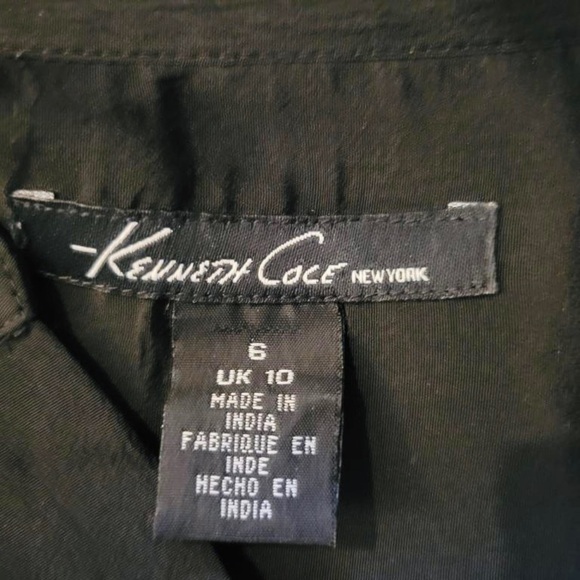 -Kenneth Cole NEW YORK
6
UK 10
MADE IN
INDIA
FABRIQUE EN
INDE
HECHO EN
INDIA